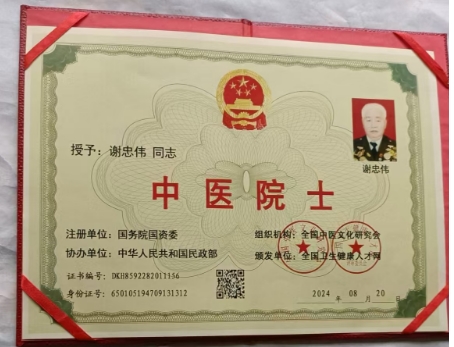 谢忠伟
授予：谢忠伟 同志
中医院士
注册单位：国务院国资委
组织机构：全国中医文化研究会
协办单位：中华人民共和国民政部
颁发单位：全国卫生健康人才网
证书编号：DKH8592282012156
身份证号：650105194709131312
2024 年 08 月 20 日